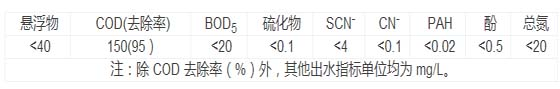 悬浮物 COD(去除率) BOD₅ 硫化物 SCN⁻ CN⁻ PAH 酚 总氮
<40 150(95 ) <20 <0.1 <4 <0.1 <0.02 <0.5 <20
注：除 COD 去除率 ( % ) 外，其他出水指标单位均为 mg/L。